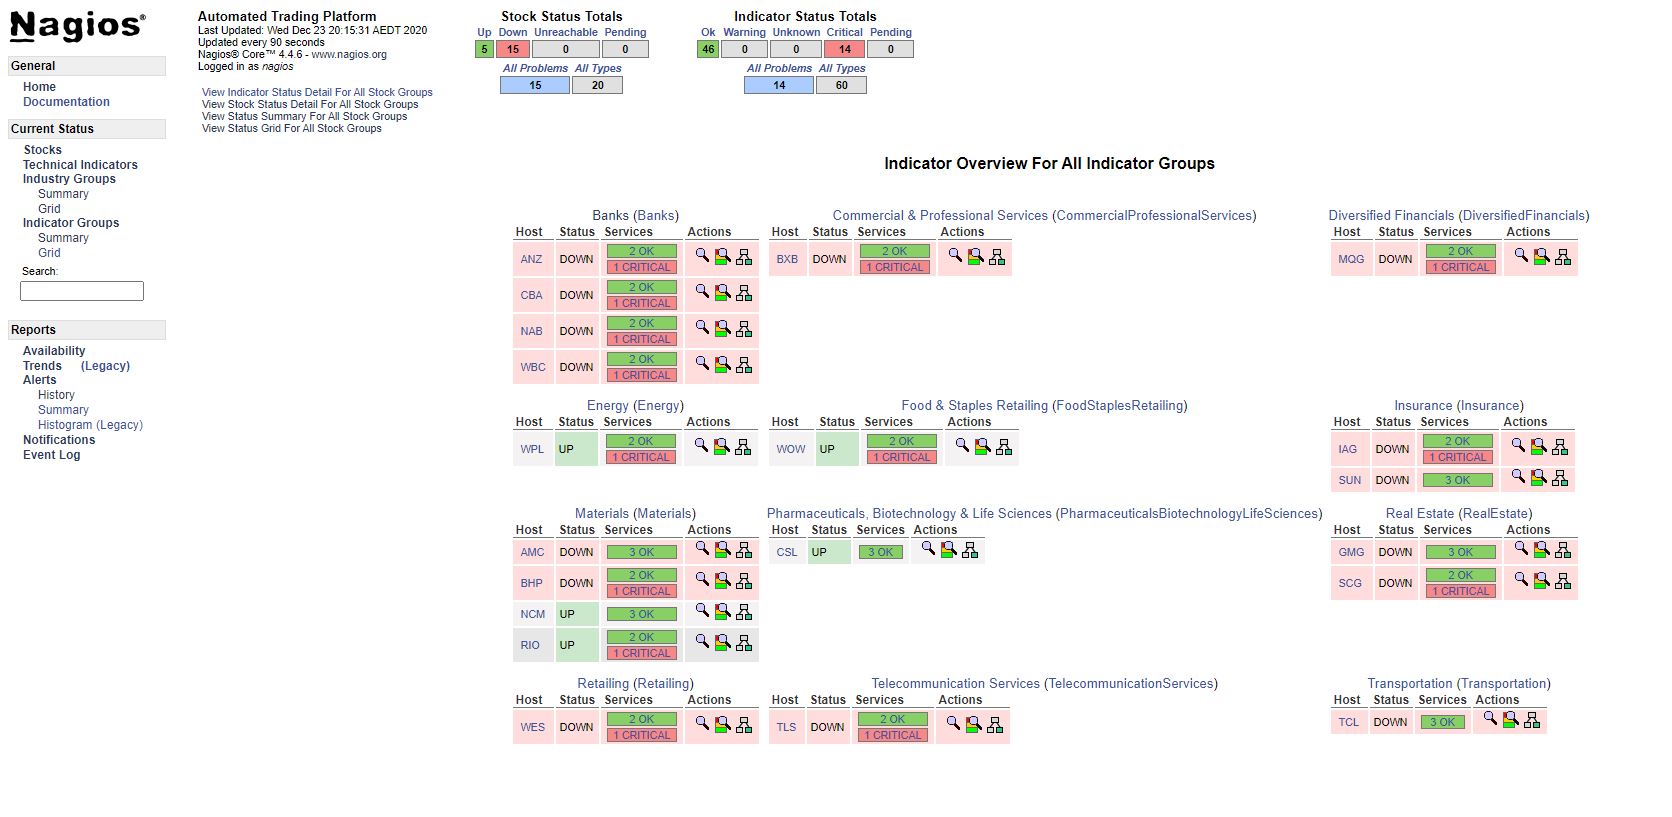 Nagios®
General
Home
Documentation
Current Status
Stocks
Technical Indicators
Industry Groups
Summary
Grid
Indicator Groups
Summary
Grid
Search:
Reports
Availability
Trends (Legacy)
Alerts
History
Summary
Histogram (Legacy)
Notifications
Event Log
Automated Trading Platform
Last Updated: Wed Dec 23 20:15:31 AEDT 2020
Updated every 90 seconds
Nagios® Core™ 4.4.6 - www.nagios.org
Logged in as nagios
View Indicator Status Detail For All Stock Groups
View Stock Status Detail For All Stock Groups
View Status Summary For All Stock Groups
View Status Grid For All Stock Groups
Stock Status Totals
Up Down Unreachable Pending
5 15 0 0
All Problems All Types
15 20
Indicator Status Totals
Ok Warning Unknown Critical Pending
46 0 0 14 0
All Problems All Types
14 60
Indicator Overview For All Indicator Groups
Banks (Banks)
Host Status Services Actions
ANZ DOWN 2 OK
1 CRITICAL
CBA DOWN 2 OK
1 CRITICAL
NAB DOWN 2 OK
1 CRITICAL
WBC DOWN 2 OK
1 CRITICAL
Commercial & Professional Services (CommercialProfessionalServices)
Host Status Services Actions
BXB DOWN 2 OK
1 CRITICAL
Diversified Financials (DiversifiedFinancials)
Host Status Services Actions
MQG DOWN 2 OK
1 CRITICAL
Energy (Energy)
Host Status Services Actions
WPL UP 2 OK
1 CRITICAL
Food & Staples Retailing (FoodStaplesRetailing)
Host Status Services Actions
WOW UP 2 OK
1 CRITICAL
Insurance (Insurance)
Host Status Services Actions
IAG DOWN 2 OK
1 CRITICAL
SUN DOWN 3 OK
Materials (Materials)
Host Status Services Actions
AMC DOWN 3 OK
BHP DOWN 2 OK
1 CRITICAL
NCM UP 3 OK
RIO UP 2 OK
1 CRITICAL
Pharmaceuticals, Biotechnology & Life Sciences (PharmaceuticalsBiotechnologyLifeSciences)
Host Status Services Actions
CSL UP 3 OK
Real Estate (RealEstate)
Host Status Services Actions
GMG DOWN 3 OK
SCG DOWN 2 OK
1 CRITICAL
Retailing (Retailing)
Host Status Services Actions
WES DOWN 2 OK
1 CRITICAL
Telecommunication Services (TelecommunicationServices)
Host Status Services Actions
TLS DOWN 2 OK
1 CRITICAL
Transportation (Transportation)
Host Status Services Actions
TCL DOWN 3 OK